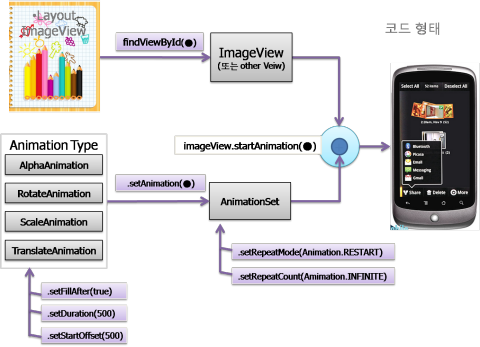 Layout
imageView
코드 형태
findViewById(●)
ImageView
(또는 other Veiw)
Select All
Deselect All
imageView.startAnimation(●)
Animation Type
AlphaAnimation
RotateAnimation
ScaleAnimation
TranslateAnimation
.setAnimation(●)
AnimationSet
Bluetooth
Picasa
Email
Messaging
Gmail
Share
Delete
More
.setRepeatMode(Animation.RESTART)
.setRepeatCount(Amimation.INFINITE)
.setFillAfter(true)
.setDuration(500)
.setStartOffset(500)